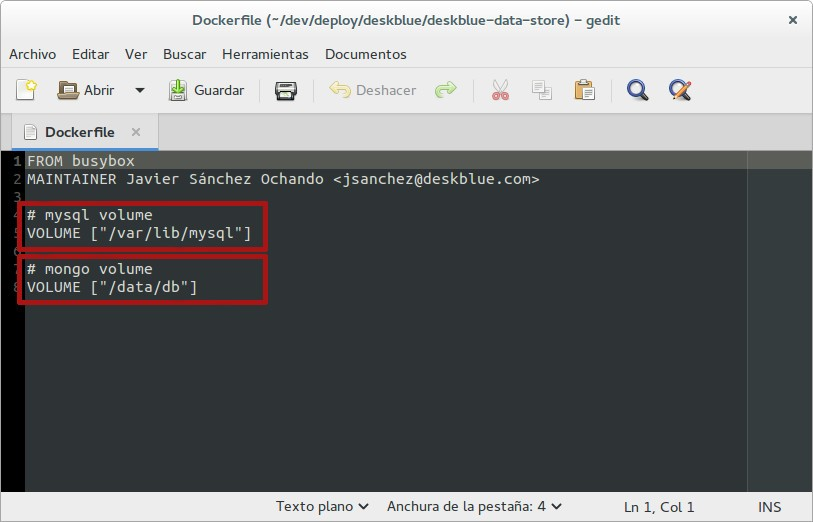 Dockerfile (~/dev/deploy/deskblue/deskblue-data-store) – gedit
Archivo Editar Ver Buscar Herramientas Documentos
Abrir Guardar Deshacer
Dockerfile
1 FROM busybox
2 MAINTAINER Javier Sánchez Ochando <jsanchez@deskblue.com>
3
4 # mysql volume
5 VOLUME ["/var/lib/mysql"]
6
7 # mongo volume
8 VOLUME ["/data/db"]
Texto plano Anchura de la pestaña: 4 Ln 1, Col 1 INS